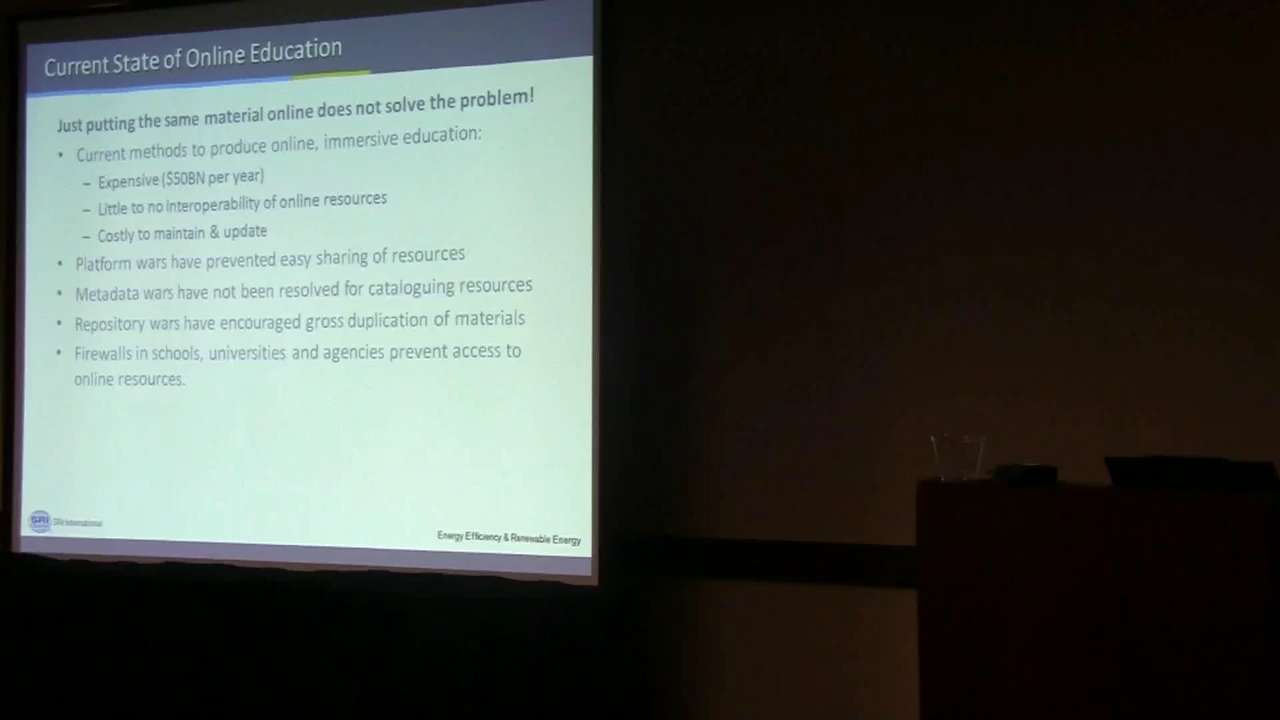 Current State of Online Education
Just putting the same material online does not solve the problem!
• Current methods to produce online, immersive education:
– Expensive ($50BN per year)
– Little to no interoperability of online resources
– Costly to maintain & update
• Platform wars have prevented easy sharing of resources
• Metadata wars have not been resolved for cataloguing resources
• Repository wars have encouraged gross duplication of materials
• Firewalls in schools, universities and agencies prevent access to
online resources.
SRI SRI International
Energy Efficiency & Renewable Energy